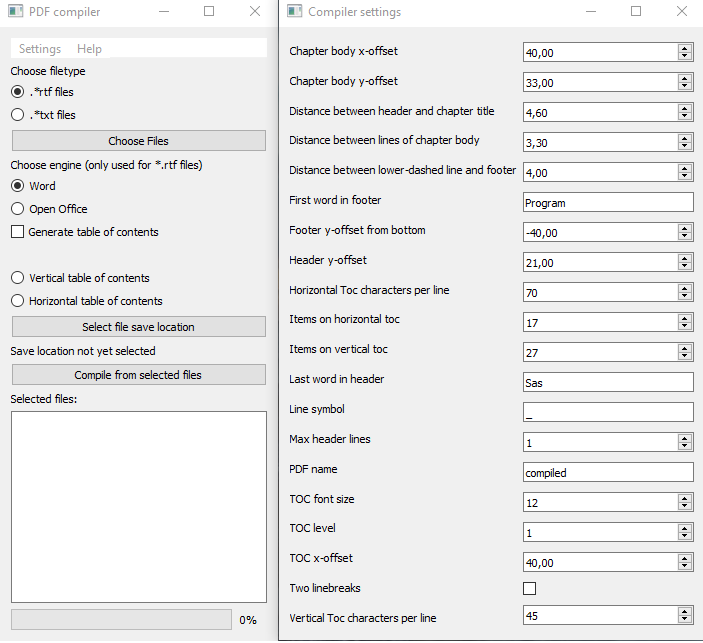 PDF compiler
Settings Help
Choose filetype
.*rtf files
.*txt files
Choose Files
Choose engine (only used for *.rtf files)
Word
Open Office
Generate table of contents
Vertical table of contents
Horizontal table of contents
Select file save location
Save location not yet selected
Compile from selected files
Selected files:
0%
Compiler settings
Chapter body x-offset 40,00
Chapter body y-offset 33,00
Distance between header and chapter title 4,60
Distance between lines of chapter body 3,30
Distance between lower-dashed line and footer 4,00
First word in footer Program
Footer y-offset from bottom -40,00
Header y-offset 21,00
Horizontal Toc characters per line 70
Items on horizontal toc 17
Items on vertical toc 27
Last word in header Sas
Line symbol _
Max header lines 1
PDF name compiled
TOC font size 12
TOC level 1
TOC x-offset 40,00
Two linebreaks
Vertical Toc characters per line 45